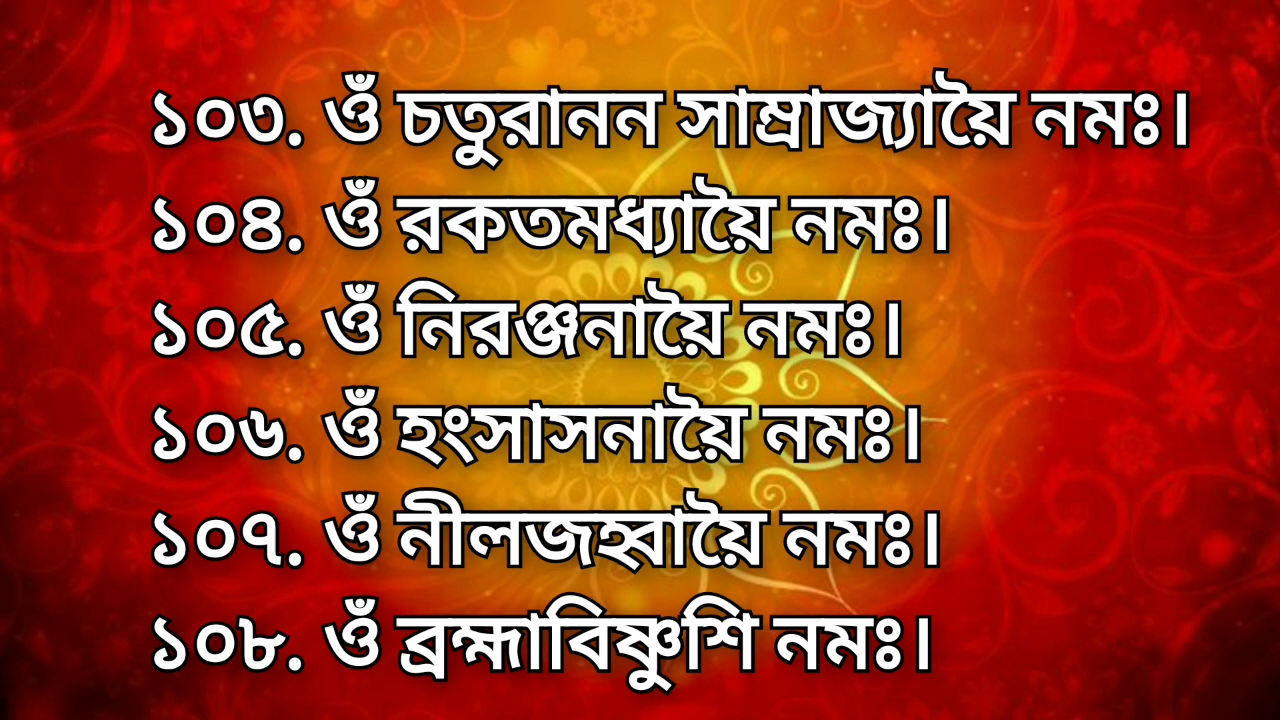 ১০৩. ওঁ চতুরানন সাম্রাজ্যায়ৈ নমঃ।
১০৪. ওঁ রকতমধ্যায়ৈ নমঃ।
১০৫. ওঁ নিরঞ্জনায়ৈ নমঃ।
১০৬. ওঁ হংসাসনায়ৈ নমঃ।
১০৭. ওঁ নীলজহ্বায়ৈ নমঃ।
১০৮. ওঁ ব্রহ্মাবিষ্ণুশি নমঃ।